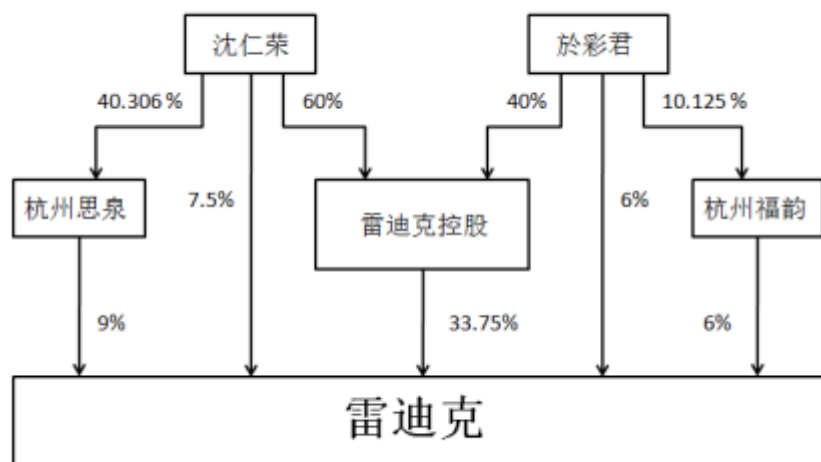 沈仁荣
於彩君
40.306%
60%
40%
10.125%
杭州思泉
7.5%
雷迪克控股
6%
杭州福韵
9%
33.75%
6%
雷迪克